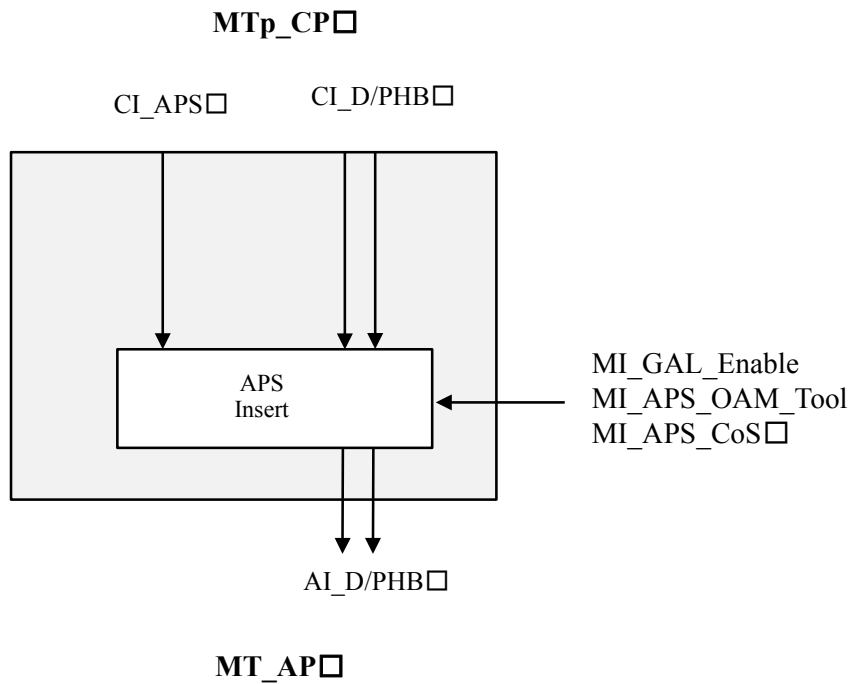 MTp_CP□
CI_APS□
CI_D/PHB□
APS
Insert
MI_GAL_Enable
MI_APS_OAM_Tool
MI_APS_CoS□
AI_D/PHB□
MT_AP□